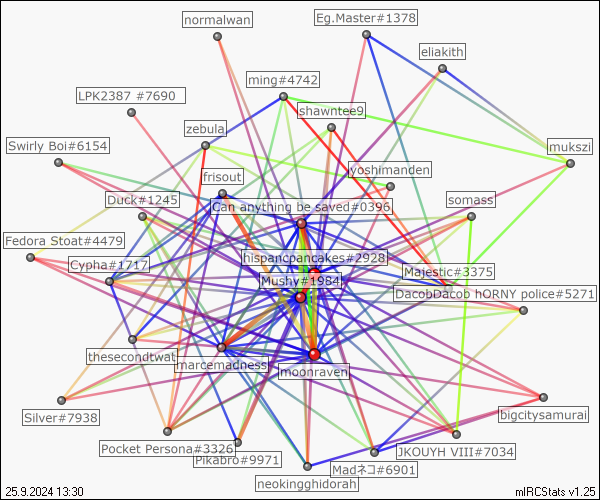 normalwan
Eg.Master#1378
eliakith
ming#4742
LPK2387 #7690
shawntee9
zebula
Swirly Boi#6154
mukszi
yoshimanden
frisout
Duck#1245
somass
Can anything be saved#0396
Fedora Stoat#4479
hispanicpancakes#2928
Cypha#1717
Majestic#3375
Mushy#1984
DacobDacob hORNY police#5271
thesecondtwat
marcemadness
moonraven
Silver#7938
bigcitysamurai
Pocket Persona#3326
JKOUYH VIII#7034
Pikabro#9971
Madネコ#6901
neokingghidorah
25.9.2024 13:30
mIRCStats v1.25